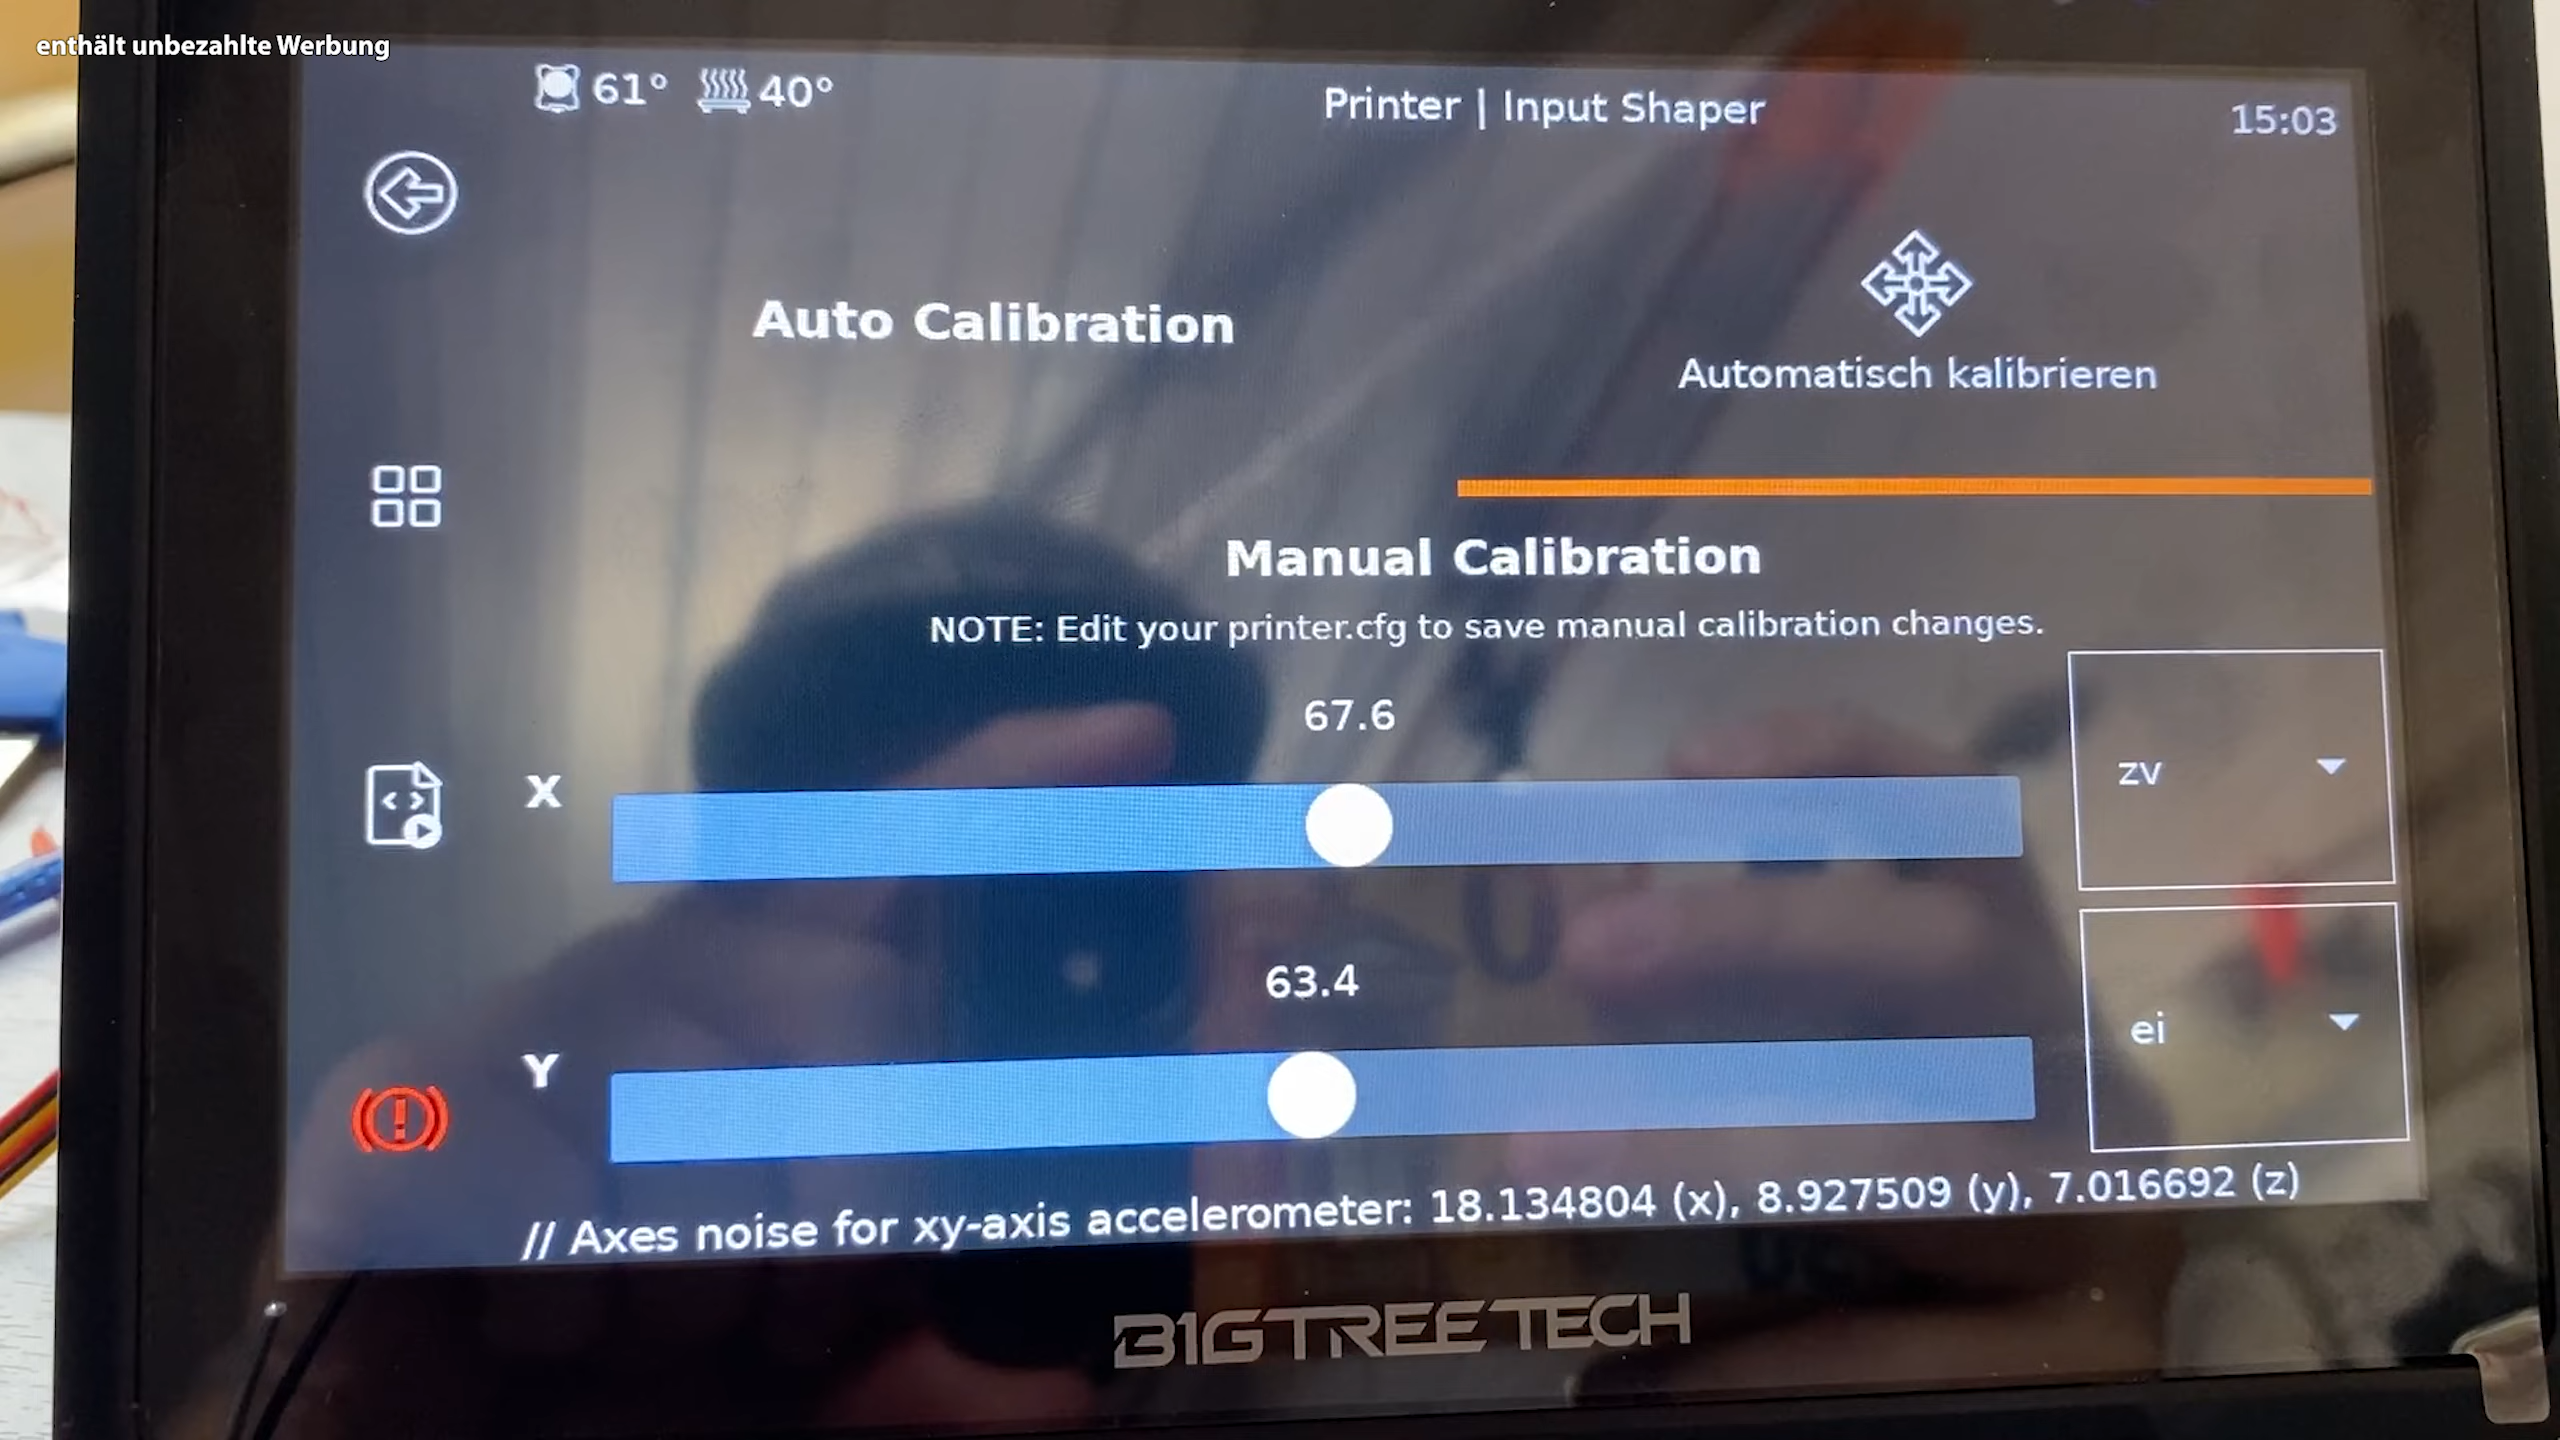 enthält unbezahlte Werbung
61° 40° Printer | Input Shaper 15:03
Auto Calibration
Automatisch kalibrieren
Manual Calibration
NOTE: Edit your printer.cfg to save manual calibration changes.
67.6
X zv
63.4
Y ei
// Axes noise for xy-axis accelerometer: 18.134804 (x), 8.927509 (y), 7.016692 (z)
B1GTREETECH